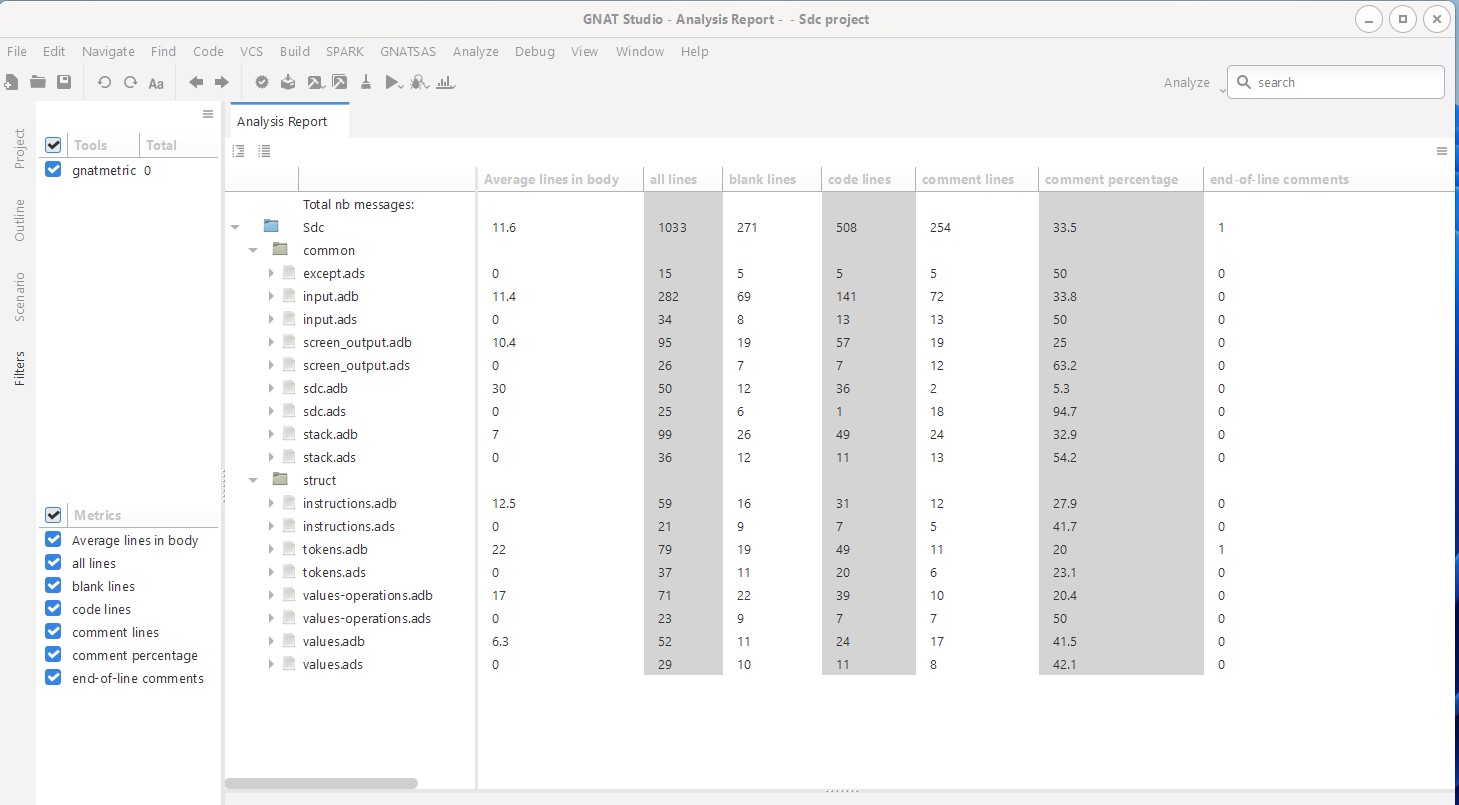 GNAT Studio - Analysis Report -  - Sdc project
File Edit Navigate Find Code VCS Build SPARK GNATSAS Analyze Debug View Window Help
Aa Analyze search
Project
Outline
Scenario
Filters
Tools Total
gnatmetric 0
Metrics
Average lines in body
all lines
blank lines
code lines
comment lines
comment percentage
end-of-line comments
Analysis Report
Average lines in body all lines blank lines code lines comment lines comment percentage end-of-line comments
Total nb messages:
Sdc 11.6 1033 271 508 254 33.5 1
common
except.ads 0 15 5 5 5 50 0
input.adb 11.4 282 69 141 72 33.8 0
input.ads 0 34 8 13 13 50 0
screen_output.adb 10.4 95 19 57 19 25 0
screen_output.ads 0 26 7 7 12 63.2 0
sdc.adb 30 50 12 36 2 5.3 0
sdc.ads 0 25 6 1 18 94.7 0
stack.adb 7 99 26 49 24 32.9 0
stack.ads 0 36 12 11 13 54.2 0
struct
instructions.adb 12.5 59 16 31 12 27.9 0
instructions.ads 0 21 9 7 5 41.7 0
tokens.adb 22 79 19 49 11 20 1
tokens.ads 0 37 11 20 6 23.1 0
values-operations.adb 17 71 22 39 10 20.4 0
values-operations.ads 0 23 9 7 7 50 0
values.adb 6.3 52 11 24 17 41.5 0
values.ads 0 29 10 11 8 42.1 0